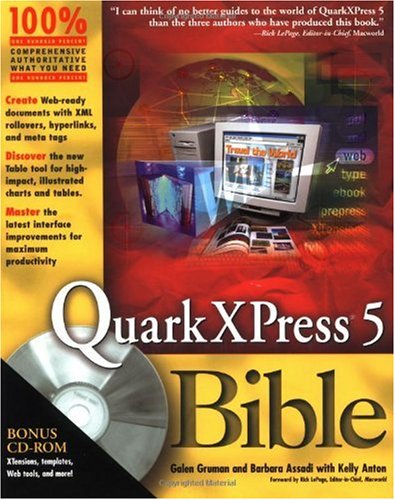 100%
ONE HUNDRED PERCENT
COMPREHENSIVE
AUTHORITATIVE
WHAT YOU NEED
ONE HUNDRED PERCENT
"I can think of no better guides to the world of QuarkXPress 5
than the three authors who have produced this book."
—Rick LePage, Editor-in-Chief, Macworld
Create Web-ready
documents with XML
rollovers, hyperlinks,
and meta tags
Discover the new
Table tool for high-
impact, illustrated
charts and tables.
Master the
latest interface
improvements for
maximum
productivity
Travel the World
web
type
ebook
prepress
XTensions
W
QuarkXPress® 5
Bible
BONUS
CD-ROM
XTensions, templates,
Web tools, and more!
Galen Gruman and Barbara Assadi with Kelly Anton
Foreword by Rick LePage, Editor-in-Chief, Macworld